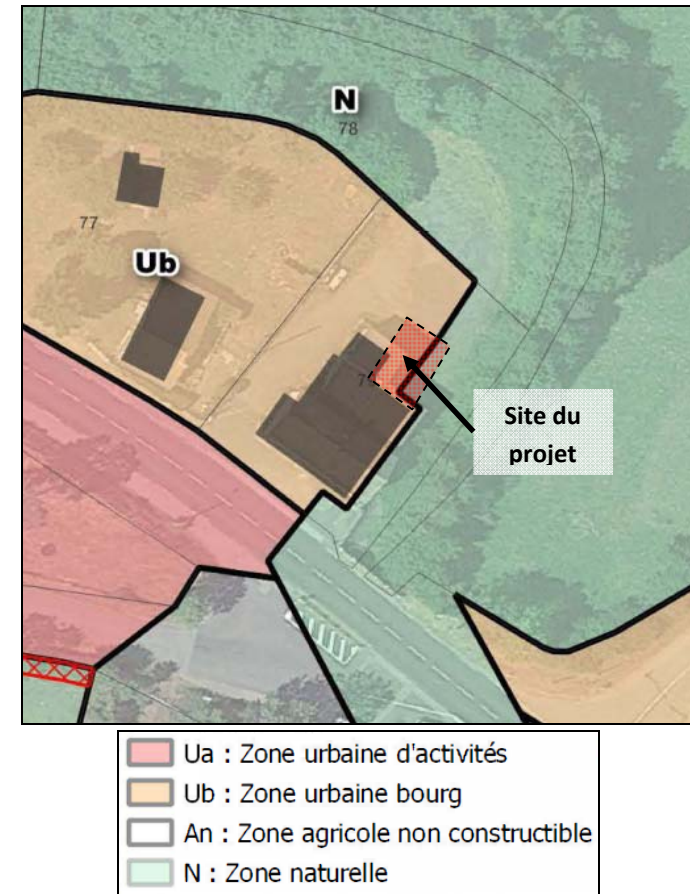 N
78
77
Ub
Site du
projet
Ua : Zone urbaine d'activités
Ub : Zone urbaine bourg
An : Zone agricole non constructible
N : Zone naturelle